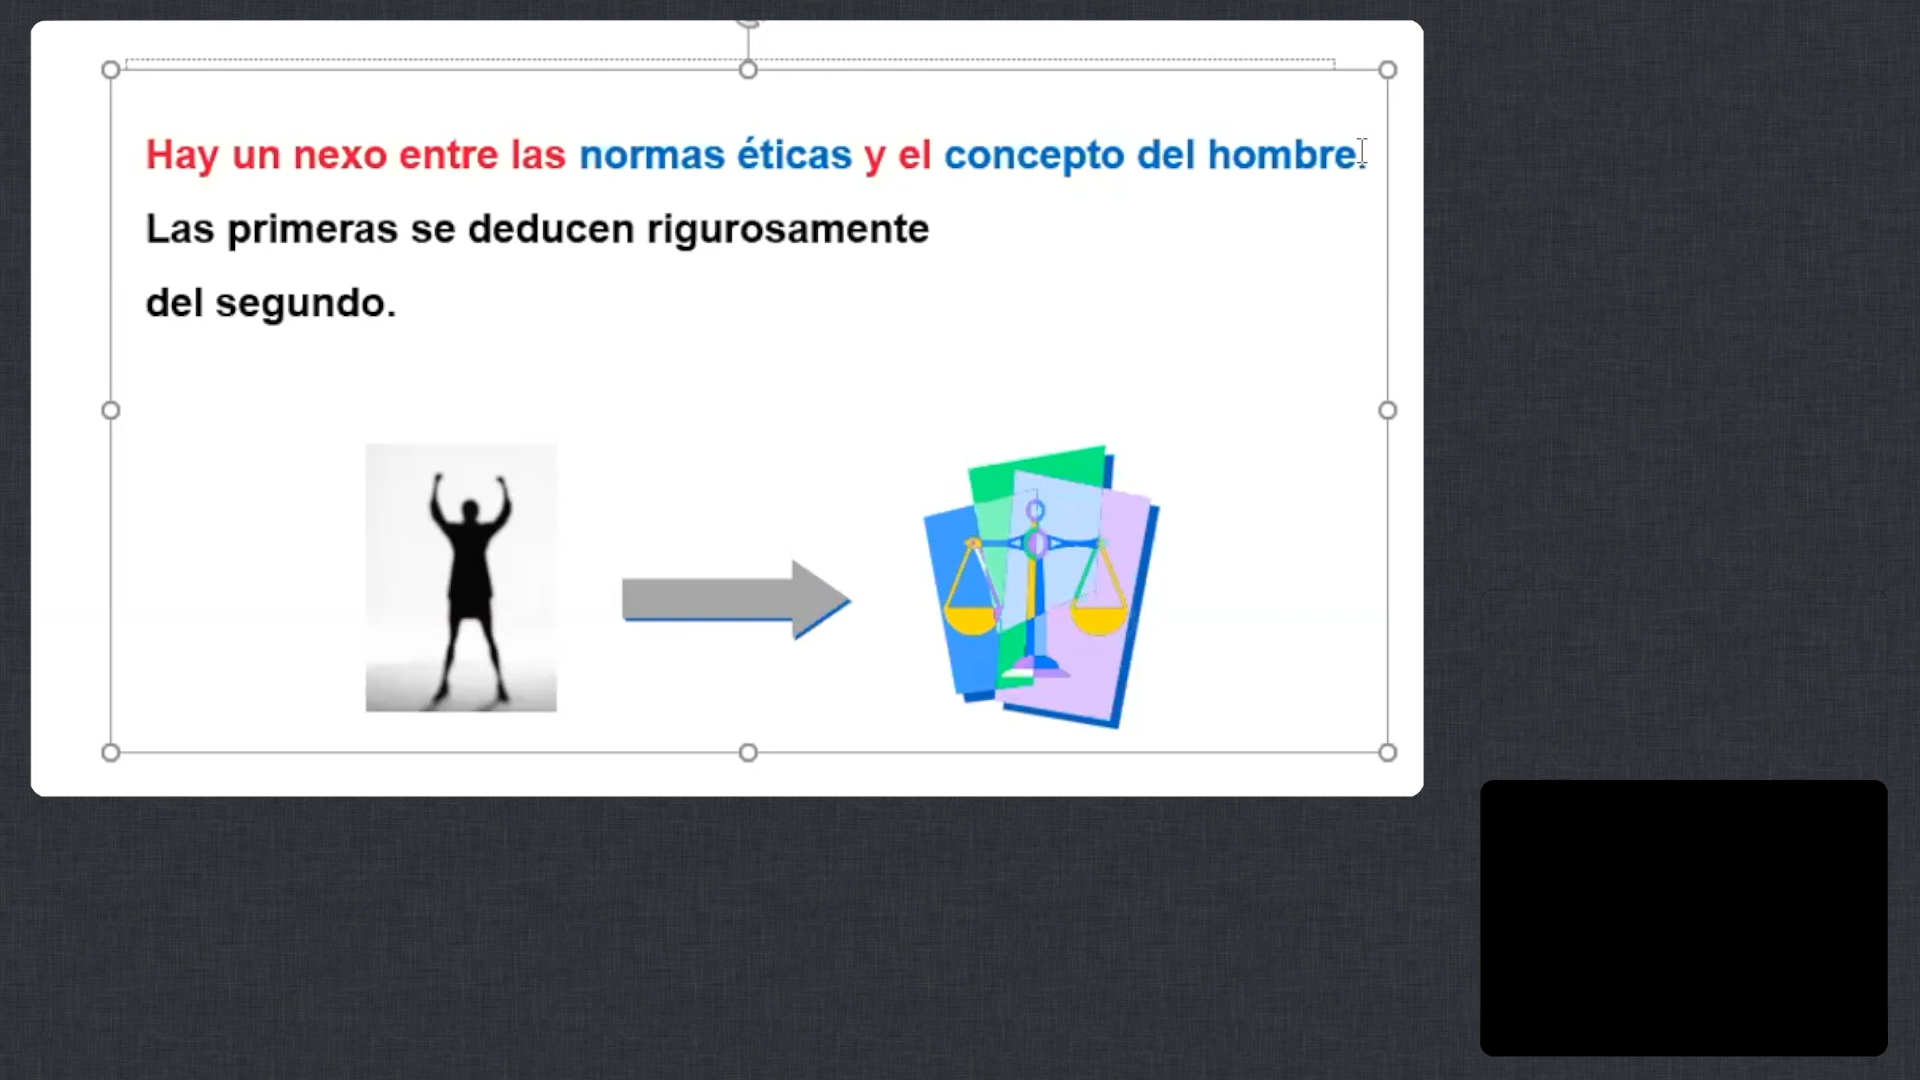 Hay un nexo entre las normas éticas y el concepto del hombre.
Las primeras se deducen rigurosamente
del segundo.